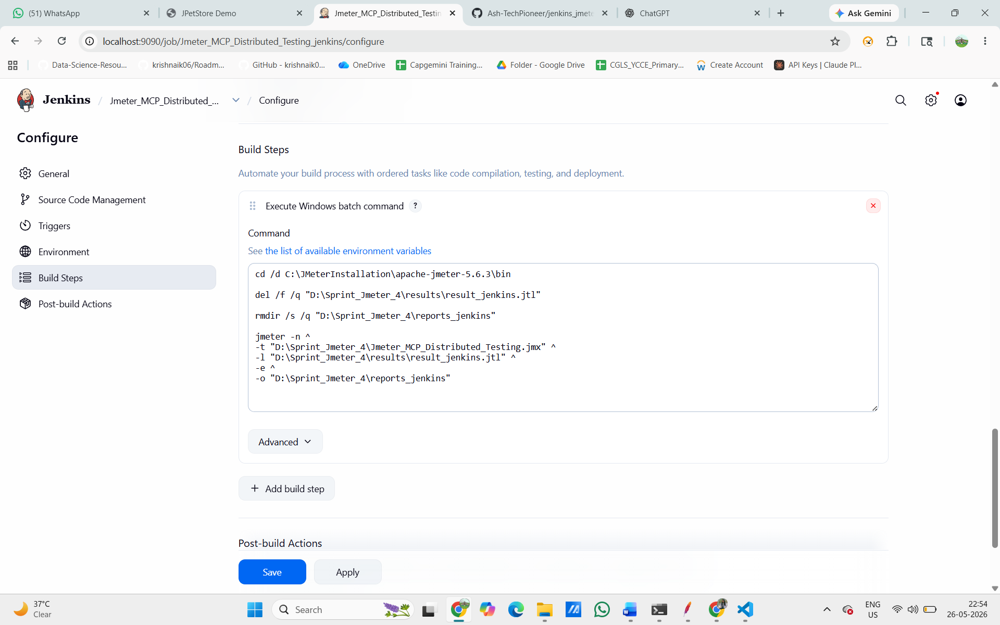 (51) WhatsApp
JPetStore Demo
Jmeter_MCP_Distributed_Testin
Ash-TechPioneer/jenkins_jmete
ChatGPT
Ask Gemini
localhost:9090/job/Jmeter_MCP_Distributed_Testing_jenkins/configure
Data-Science-Resou...
krishnaik06/Roadm...
GitHub - krishnaik0...
OneDrive
Capgemini Training...
Folder - Google Drive
CGLS_YCCE_Primary...
Create Account
API Keys | Claude Pl...
Jenkins / Jmeter_MCP_Distributed_... / Configure
Configure
General
Source Code Management
Triggers
Environment
Build Steps
Post-build Actions
Build Steps
Automate your build process with ordered tasks like code compilation, testing, and deployment.
Execute Windows batch command ?
Command
See the list of available environment variables
cd /d C:\JMeterInstallation\apache-jmeter-5.6.3\bin
del /f /q "D:\Sprint_Jmeter_4\results\result_jenkins.jtl"
rmdir /s /q "D:\Sprint_Jmeter_4\reports_jenkins"
jmeter -n ^
-t "D:\Sprint_Jmeter_4\Jmeter_MCP_Distributed_Testing.jmx" ^
-l "D:\Sprint_Jmeter_4\results\result_jenkins.jtl" ^
-e ^
-o "D:\Sprint_Jmeter_4\reports_jenkins"
Advanced
+ Add build step
Post-build Actions
Save
Apply
37°C
Clear
Search
ENG
US
22:54
26-05-2026